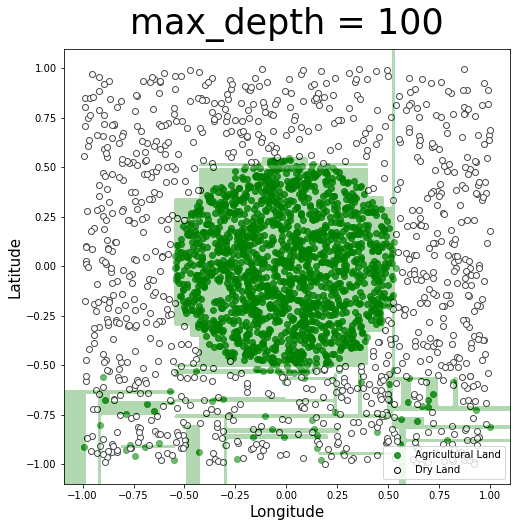 max_depth = 100
Latitude
1.00
0.75
0.50
0.25
0.00
−0.25
−0.50
−0.75
−1.00
Agricultural Land
Dry Land
−1.00 −0.75 −0.50 −0.25 0.00 0.25 0.50 0.75 1.00
Longitude